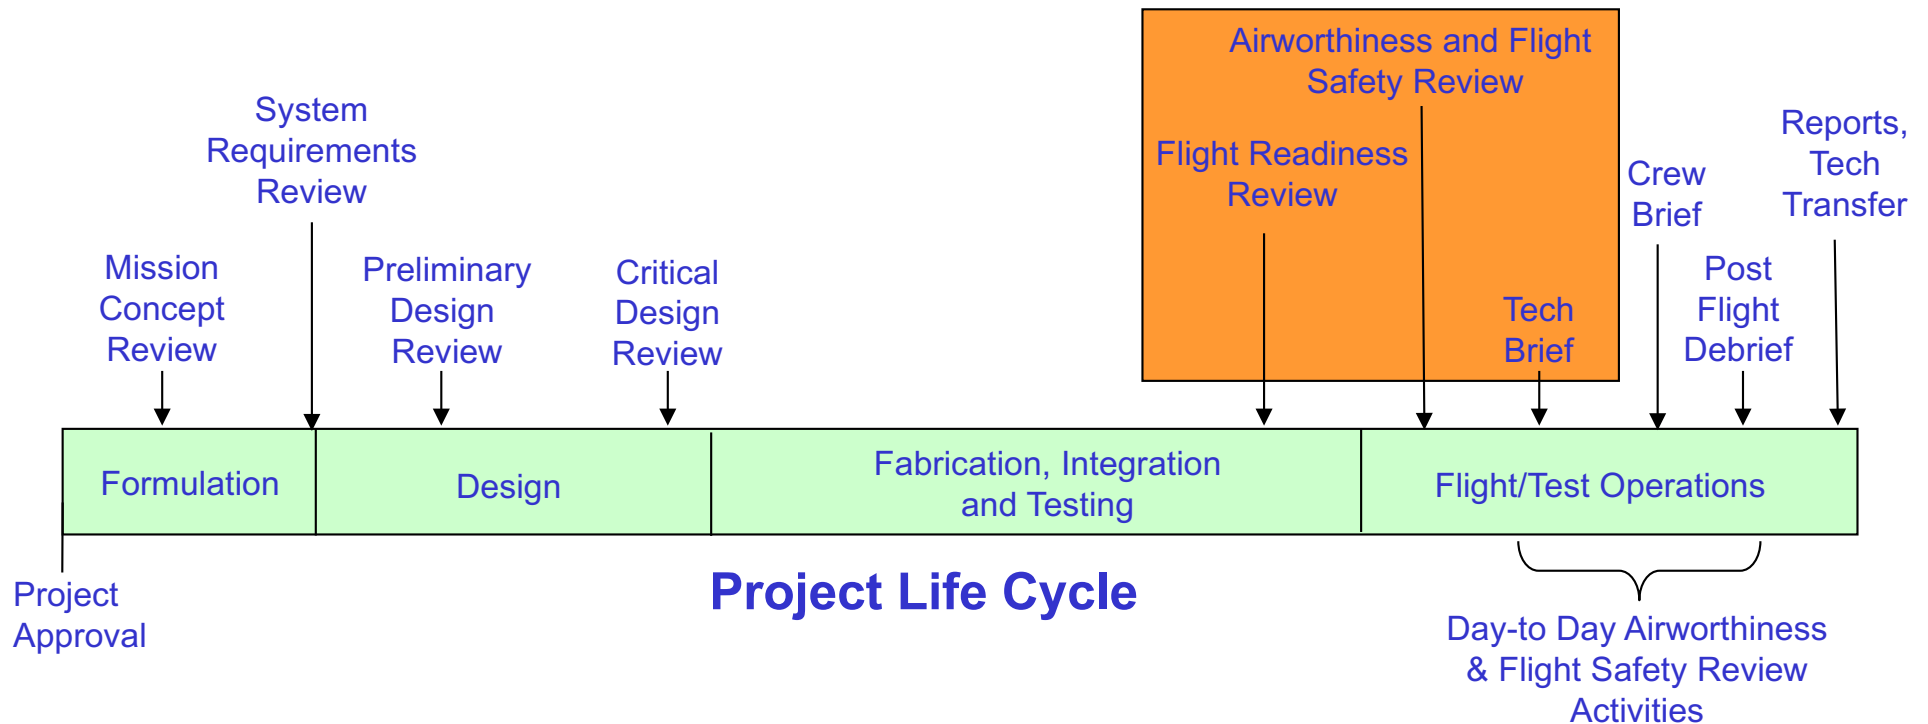 Airworthiness and Flight
Safety Review
System
Requirements
Review
Flight Readiness
Review
Reports,
Tech
Transfer
Crew
Brief
Mission
Concept
Review
Preliminary
Design
Review
Critical
Design
Review
Tech
Brief
Post
Flight
Debrief
Formulation
Design
Fabrication, Integration
and Testing
Flight/Test Operations
Project
Approval
Project Life Cycle
Day-to Day Airworthiness
& Flight Safety Review
Activities